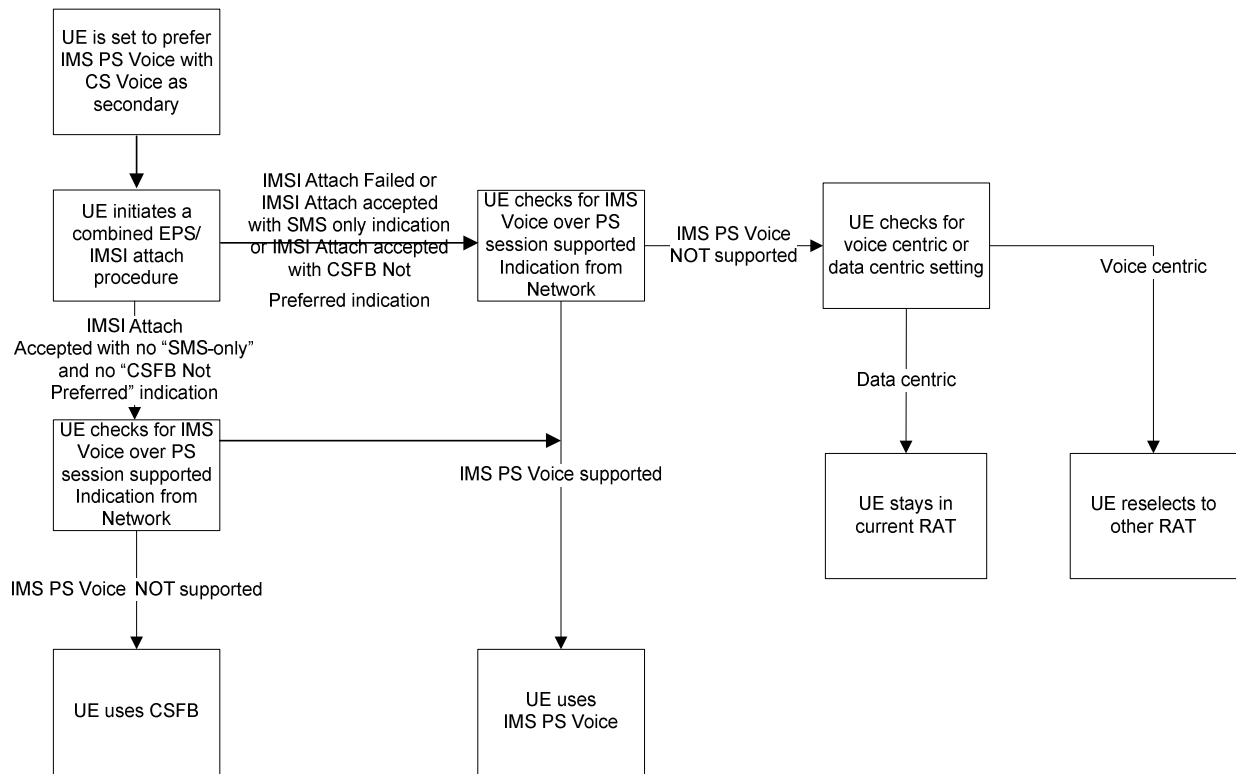 UE is set to prefer
IMS PS Voice with
CS Voice as
secondary
UE initiates a
combined EPS/
IMSI attach
procedure
IMSI Attach Failed or
IMSI Attach accepted
with SMS only indication
or IMSI Attach accepted
with CSFB Not
Preferred indication
UE checks for IMS
Voice over PS
session supported
Indication from
Network
IMS PS Voice
NOT supported
UE checks for
voice centric or
data centric setting
Voice centric
Data centric
IMSI Attach
Accepted with no “SMS-only”
and no “CSFB Not
Preferred” indication
UE checks for IMS
Voice over PS
session supported
Indication from
Network
IMS PS Voice supported
UE stays in
current RAT
UE reselects to
other RAT
IMS PS Voice NOT supported
UE uses CSFB
UE uses
IMS PS Voice